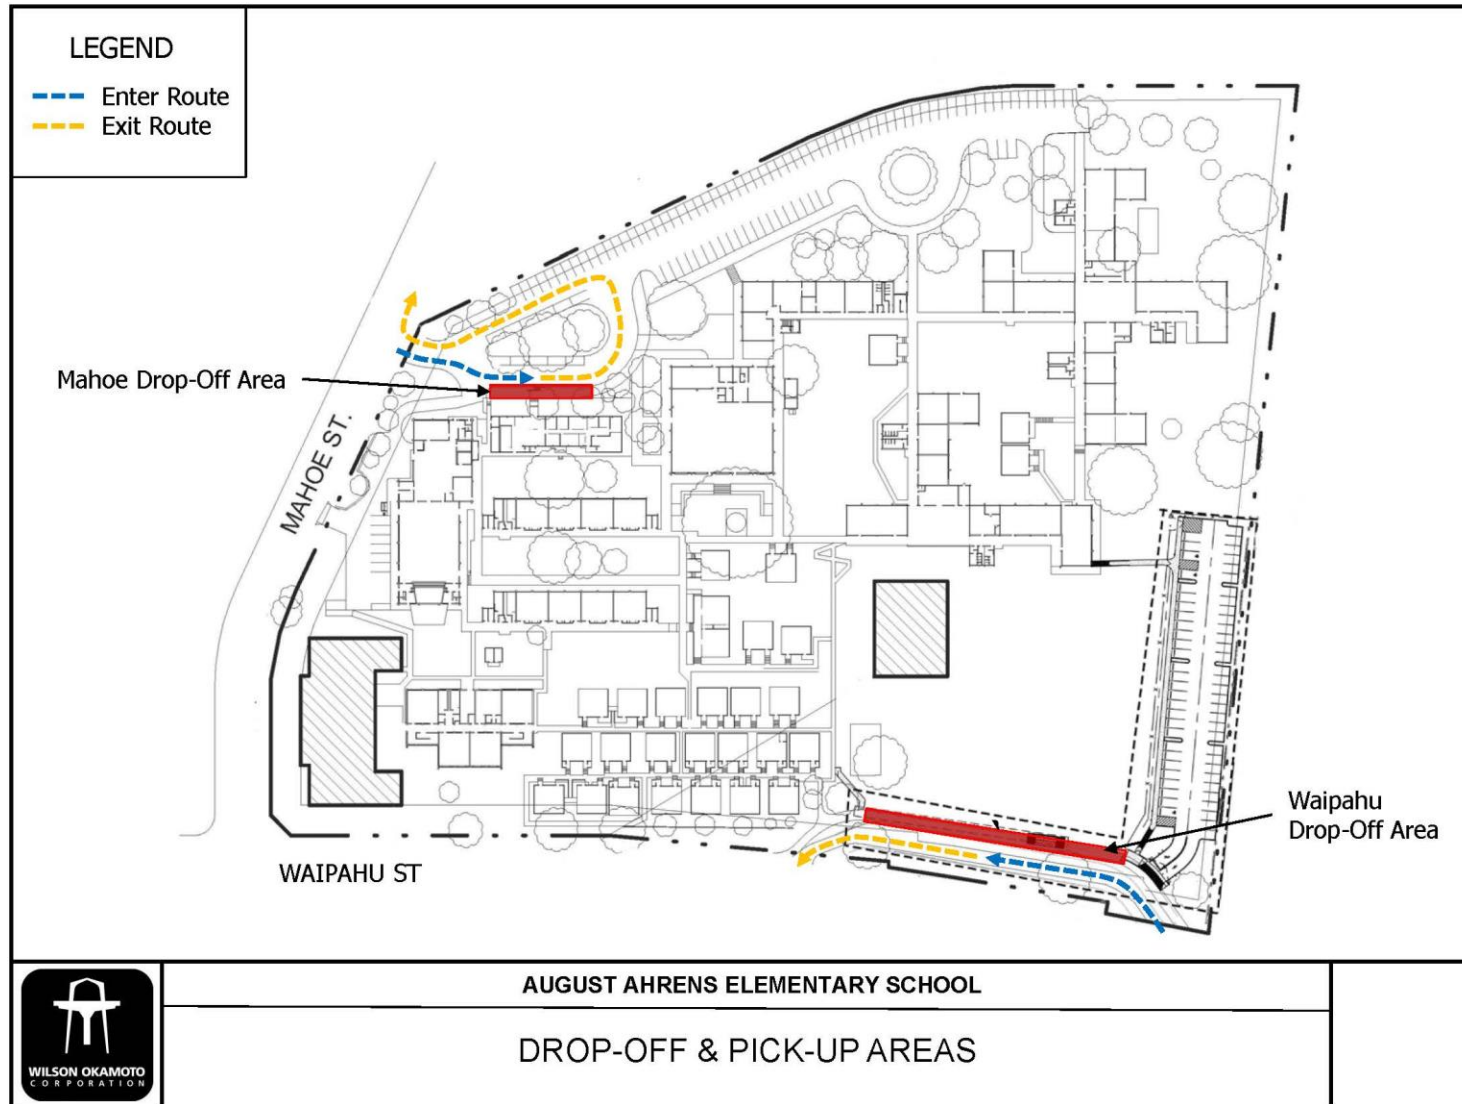 LEGEND
Enter Route
Exit Route
Mahoe Drop-Off Area
MAHOE ST.
Waipahu
Drop-Off Area
WAIPAHU ST
WILSON OKAMOTO
CORPORATION
AUGUST AHRENS ELEMENTARY SCHOOL
DROP-OFF & PICK-UP AREAS